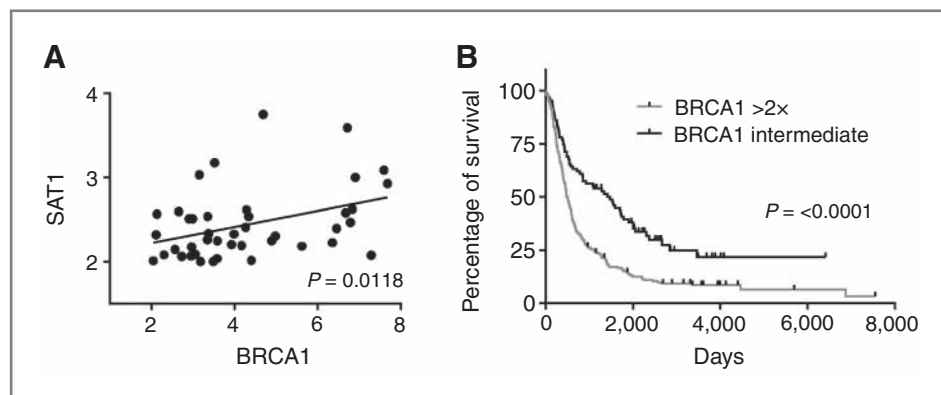 A
SAT1
4
3
2
2
4
6
8
P = 0.0118
BRCA1
B
Percentage of survival
100
75
50
25
0
BRCA1 >2×
BRCA1 intermediate
P = <0.0001
0
2,000
4,000
6,000
8,000
Days